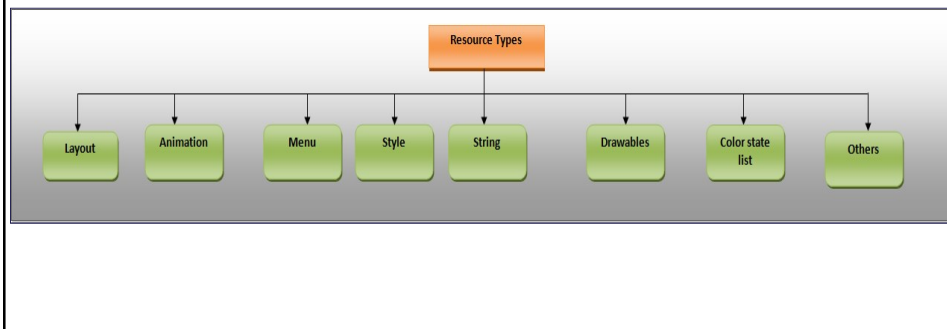 Resource Types
Layout
Animation
Menu
Style
String
Drawables
Color state
list
Others